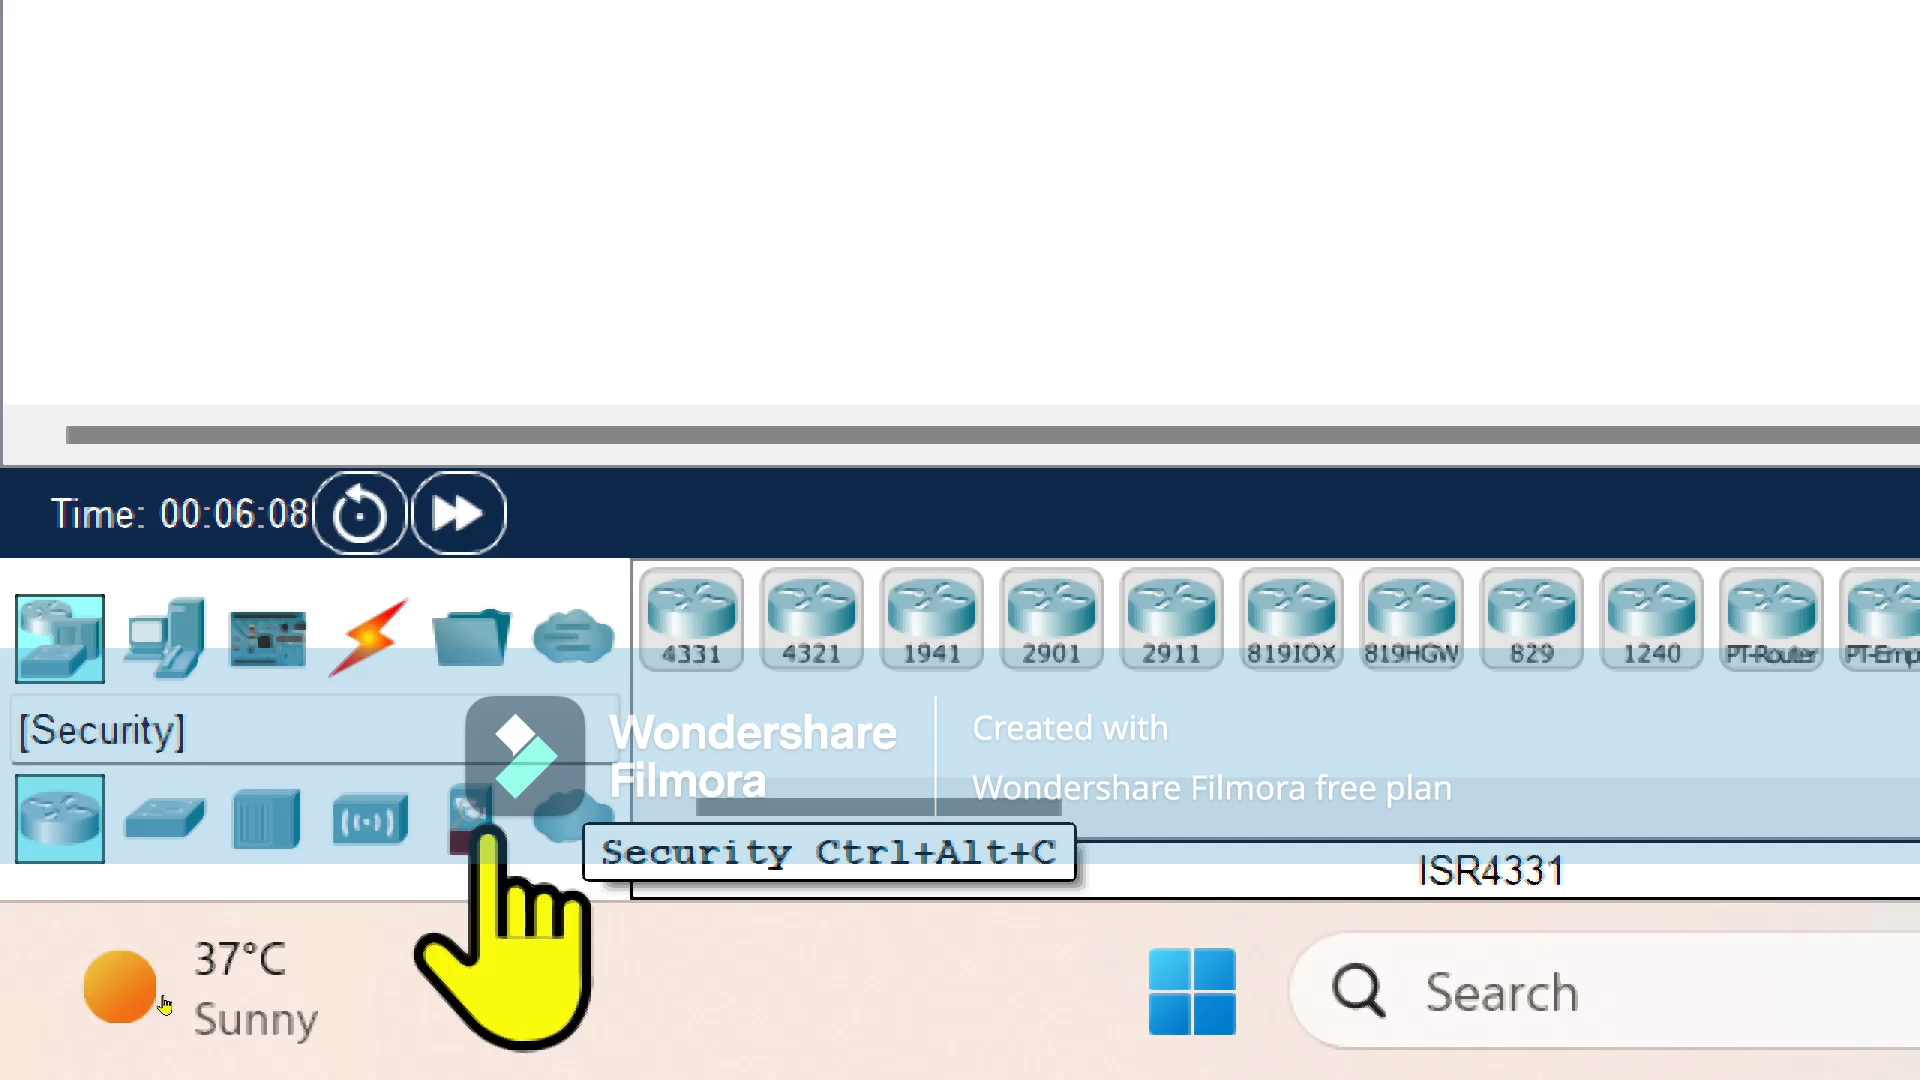 Time: 00:06:08
4331
4321
1941
2901
2911
819IOX
819HGW
829
1240
PT-Router
[Security]
Wondershare
Filmora
Created with
Wondershare Filmora free plan
Security Ctrl+Alt+C
ISR4331
37°C
Sunny
Search